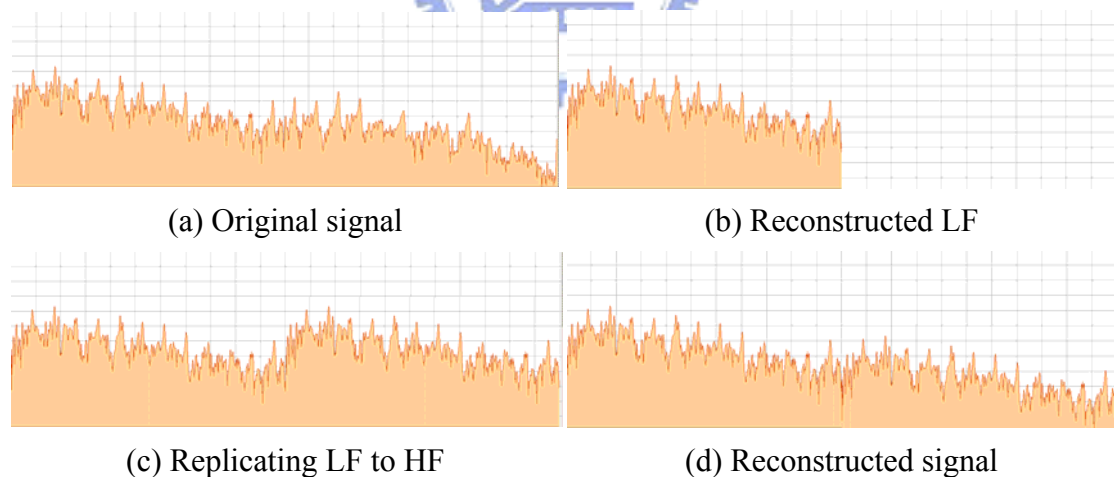 (a) Original signal
(b) Reconstructed LF
(c) Replicating LF to HF
(d) Reconstructed signal